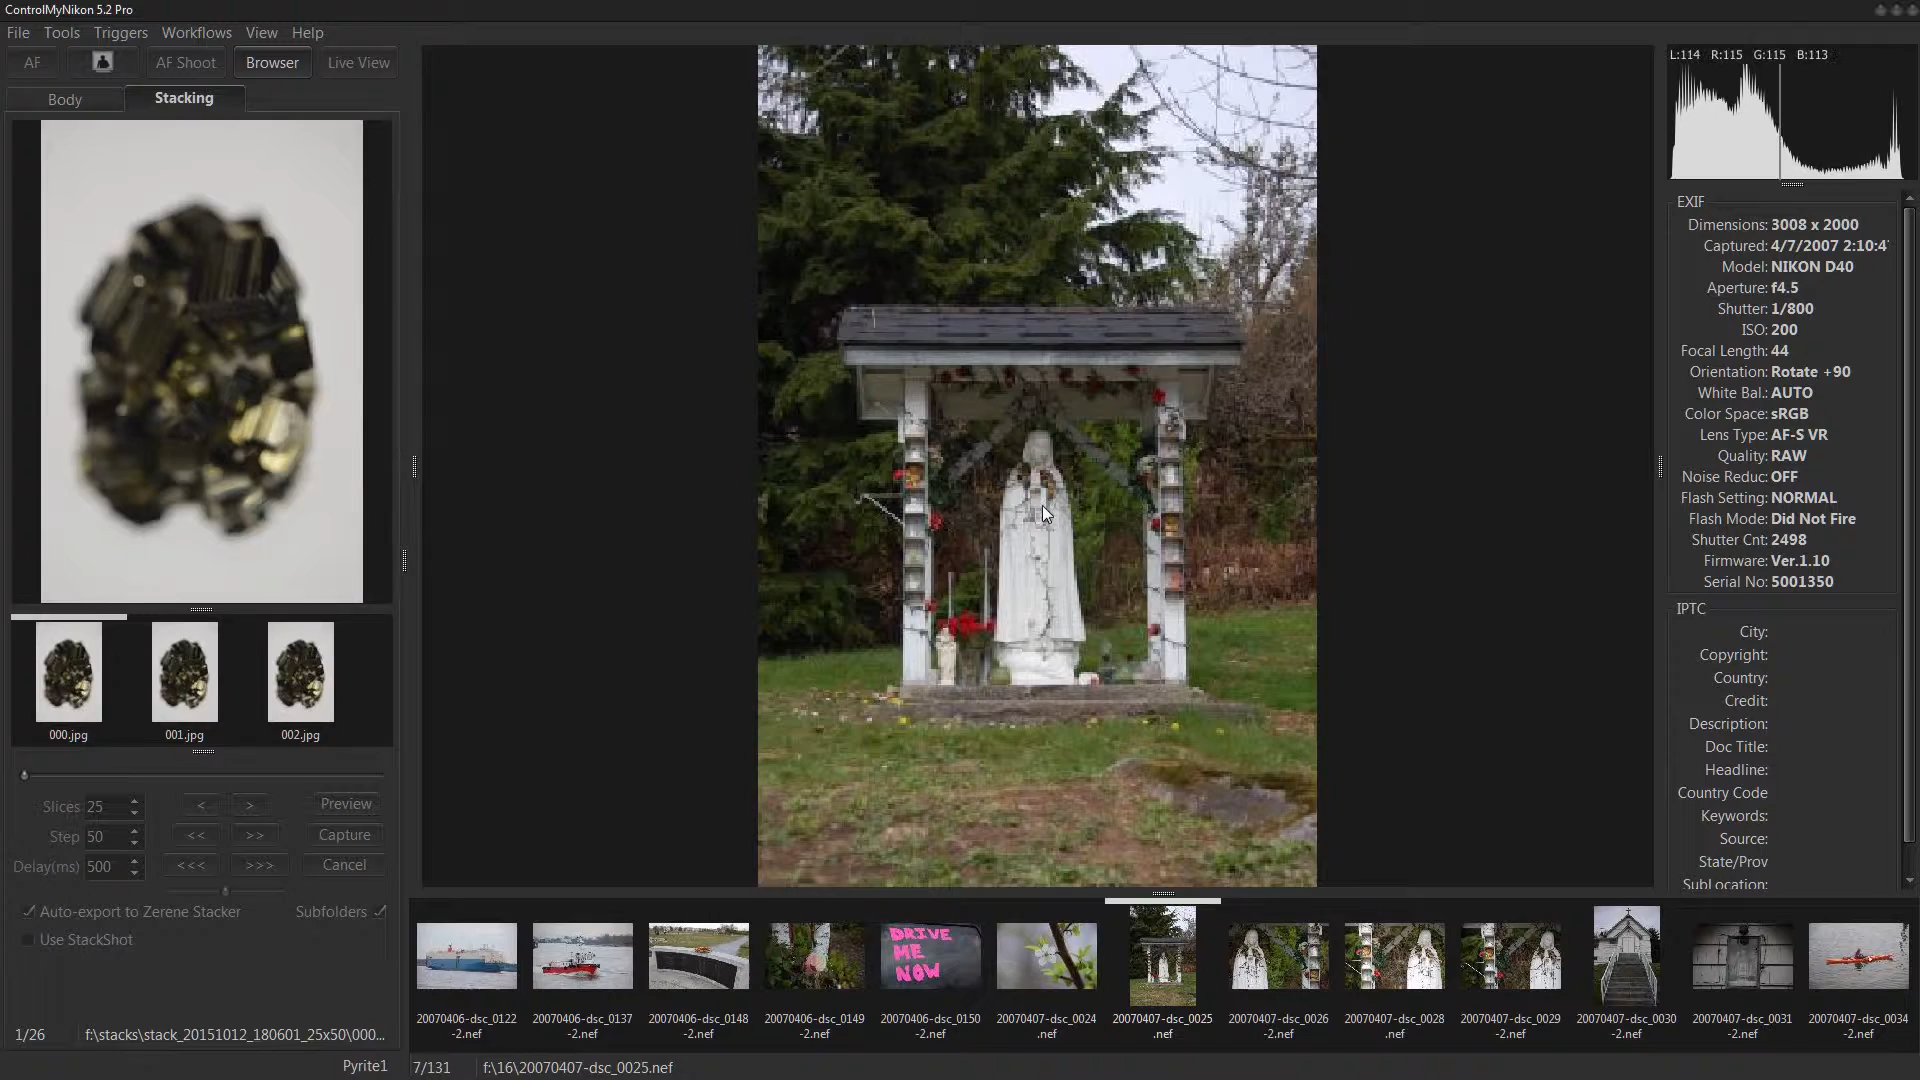 ControlMyNikon 5.2 Pro
File Tools Triggers Workflows View Help
AF AF Shoot Browser Live View
Body Stacking
L:114 R:115 G:115 B:113
EXIF
Dimensions: 3008 x 2000
Captured: 4/7/2007 2:10:4
Model: NIKON D40
Aperture: f4.5
Shutter: 1/800
ISO: 200
Focal Length: 44
Orientation: Rotate +90
White Bal.: AUTO
Color Space: sRGB
Lens Type: AF-S VR
Quality: RAW
Noise Reduc: OFF
Flash Setting: NORMAL
Flash Mode: Did Not Fire
Shutter Cnt: 2498
Firmware: Ver.1.10
Serial No: 5001350
IPTC
City:
Copyright:
Country:
Credit:
Description:
Doc Title:
Headline:
Country Code
Keywords:
Source:
State/Prov
SubLocation:
000.jpg 001.jpg 002.jpg
Slices 25 < > Preview
Step 50 << >> Capture
Delay(ms) 500 <<< >>> Cancel
Auto-export to Zerene Stacker Subfolders
Use StackShot
1/26 f:\stacks\stack_20151012_180601_25x50\000...
Pyrite1
DRIVE
ME
NOW
20070406-dsc_0122
-2.nef
20070406-dsc_0137
-2.nef
20070406-dsc_0148
-2.nef
20070406-dsc_0149
-2.nef
20070406-dsc_0150
-2.nef
20070407-dsc_0024
.nef
20070407-dsc_0025
.nef
20070407-dsc_0026
-2.nef
20070407-dsc_0028
.nef
20070407-dsc_0029
-2.nef
20070407-dsc_0030
-2.nef
20070407-dsc_0031
-2.nef
20070407-dsc_0034
-2.nef
7/131 f:\16\20070407-dsc_0025.nef